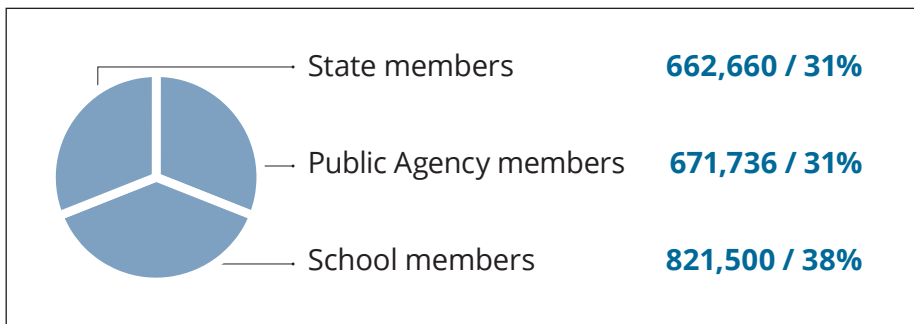 State members 662,660 / 31%
Public Agency members 671,736 / 31%
School members 821,500 / 38%